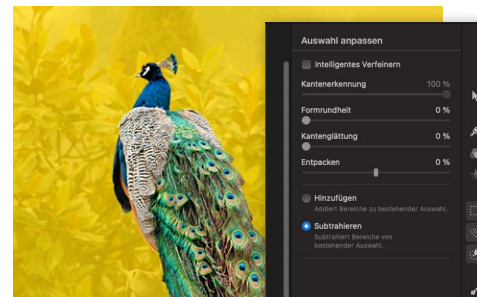 Auswahl anpassen
Intelligentes Verfeinern
Kantenerkennung 100 %
Formrundheit 0 %
Kantenglättung 0 %
Entpacken 0 %
Hinzufügen
Addiert Bereiche zu bestehender Auswahl.
Subtrahieren
Subtrahiert Bereiche von
bestehender Auswahl.